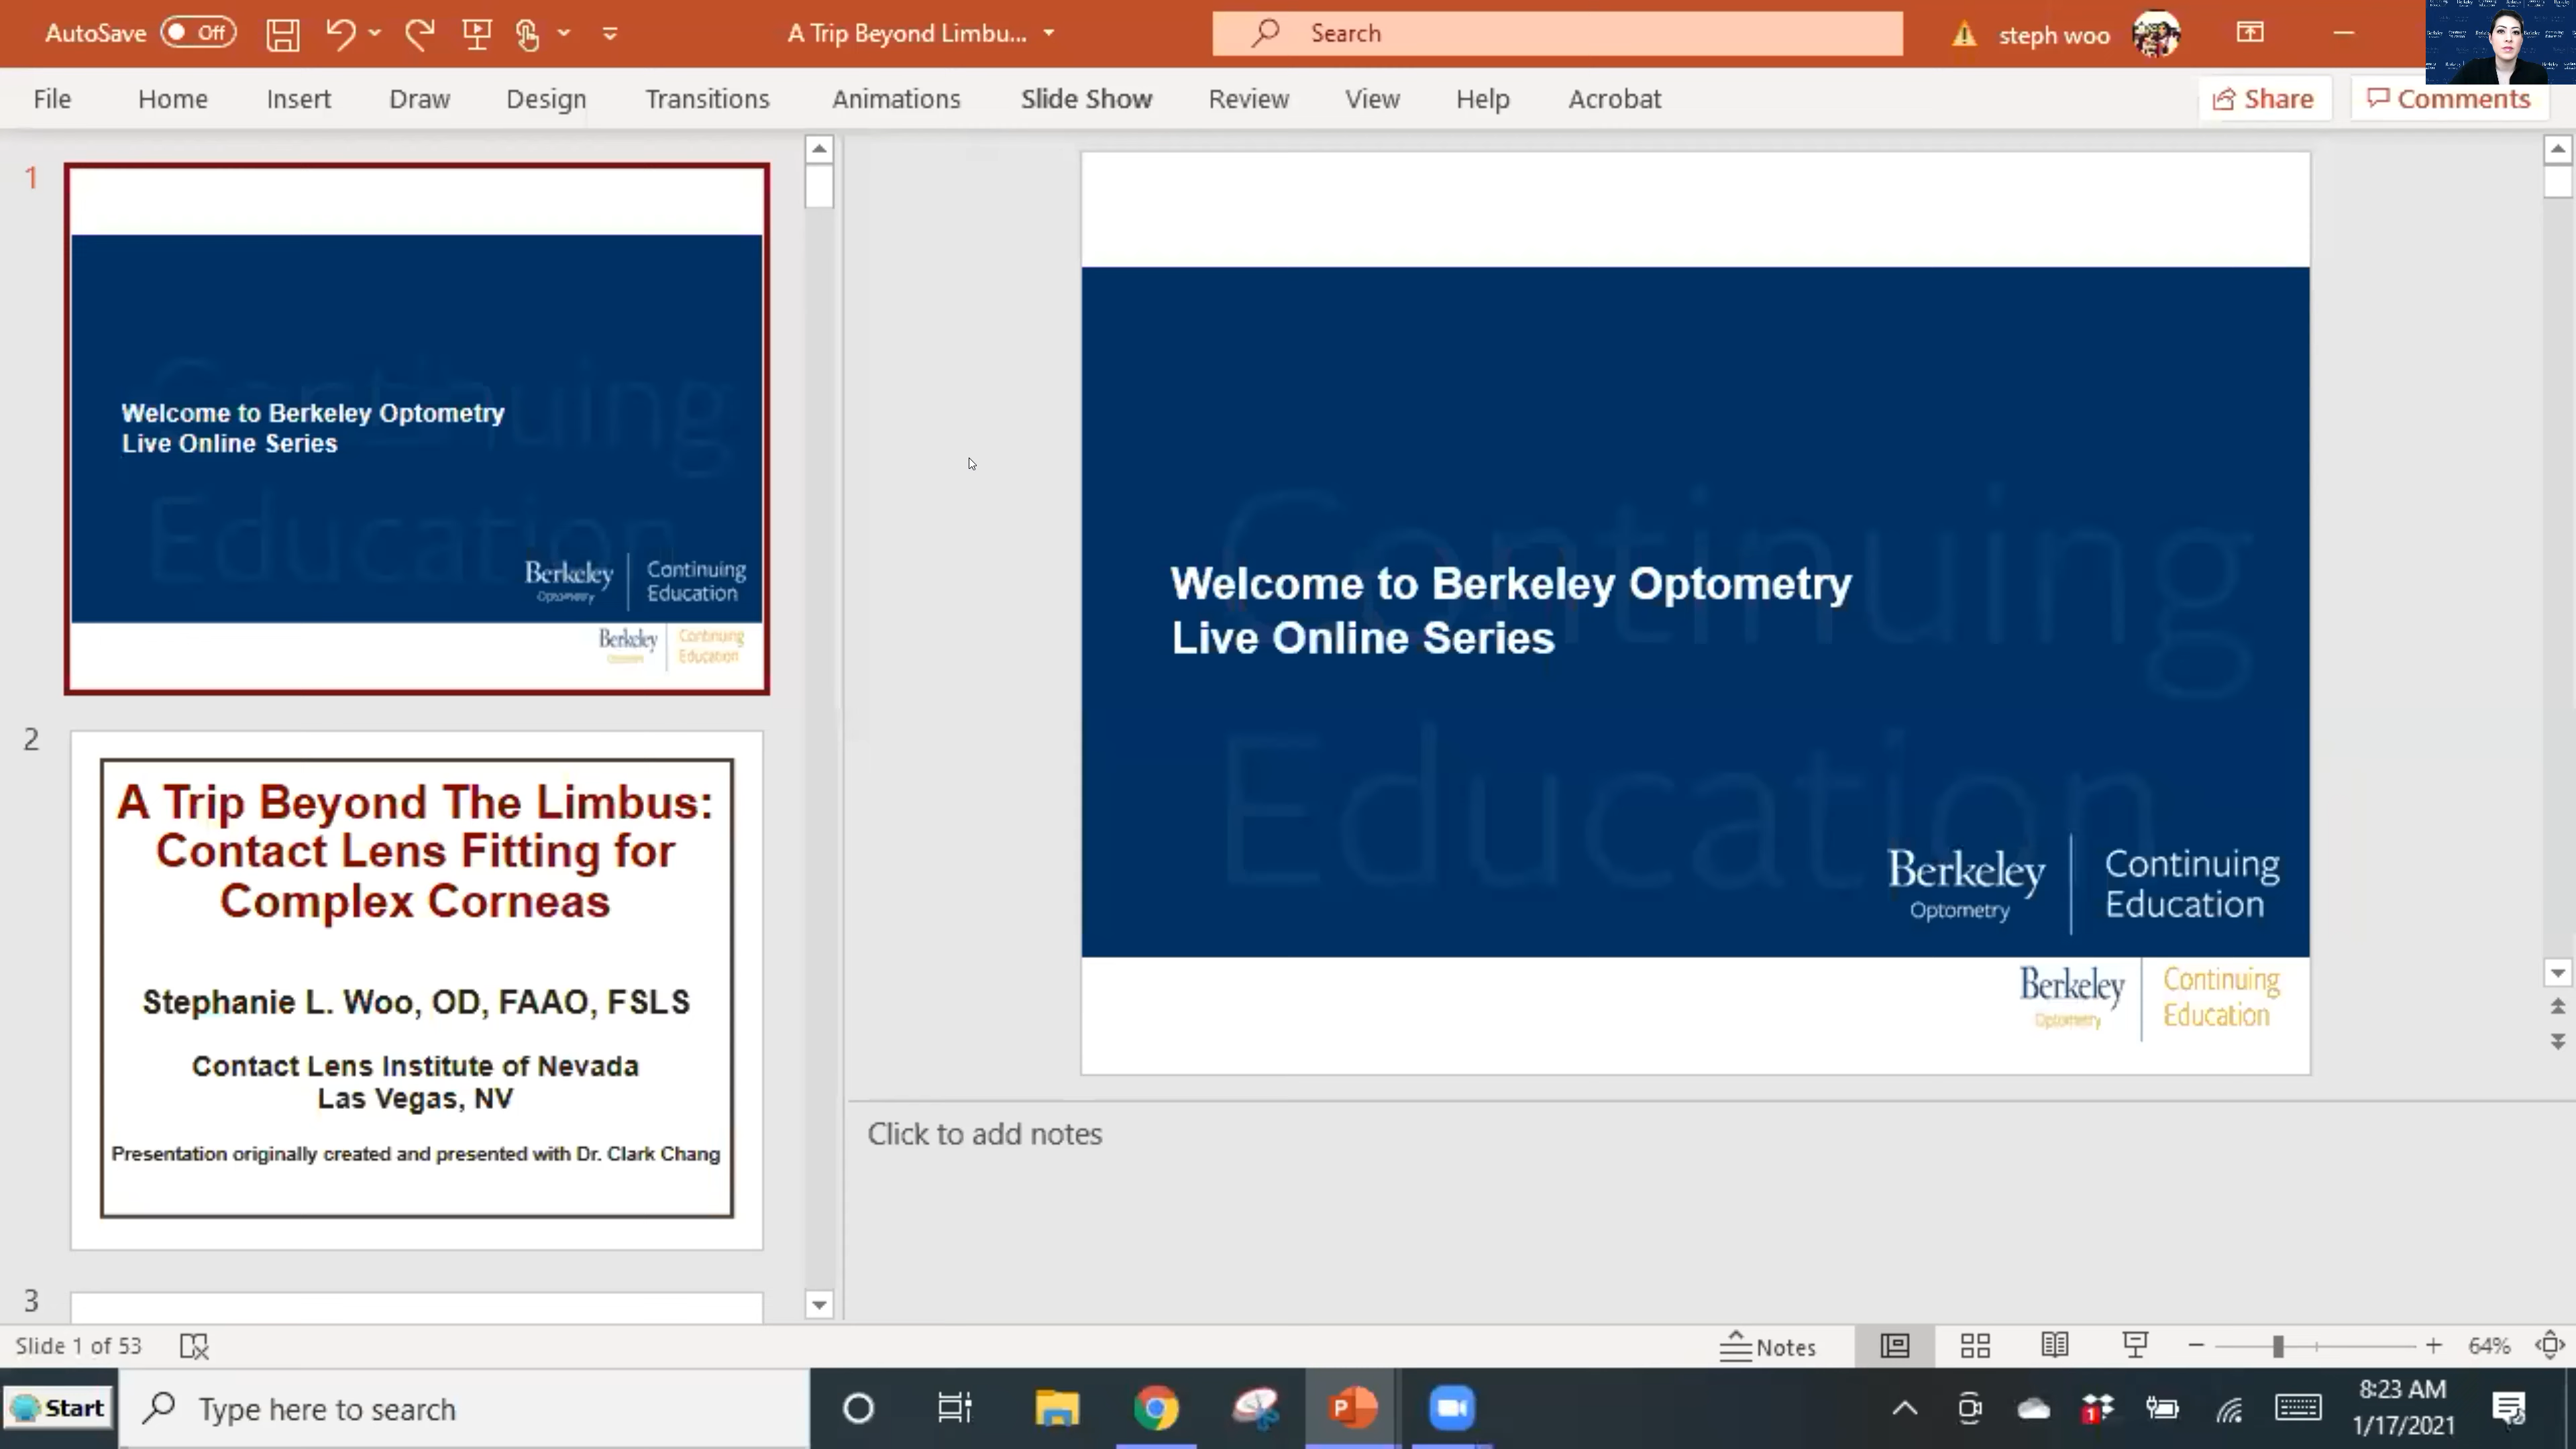 AutoSave Off
A Trip Beyond Limbu...
Search
steph woo
File Home Insert Draw Design Transitions Animations Slide Show Review View Help Acrobat
Share Comments
1
Continuing
Education
Welcome to Berkeley Optometry
Live Online Series
Berkeley
Optometry
Continuing
Education
Berkeley
Continuing
Education
2
A Trip Beyond The Limbus:
Contact Lens Fitting for
Complex Corneas
Stephanie L. Woo, OD, FAAO, FSLS
Contact Lens Institute of Nevada
Las Vegas, NV
Presentation originally created and presented with Dr. Clark Chang
3
Continuing
Education
Welcome to Berkeley Optometry
Live Online Series
Berkeley
Optometry
Continuing
Education
Berkeley
Optometry
Continuing
Education
Click to add notes
Slide 1 of 53
Notes
64%
Start
Type here to search
P
1
8:23 AM
1/17/2021